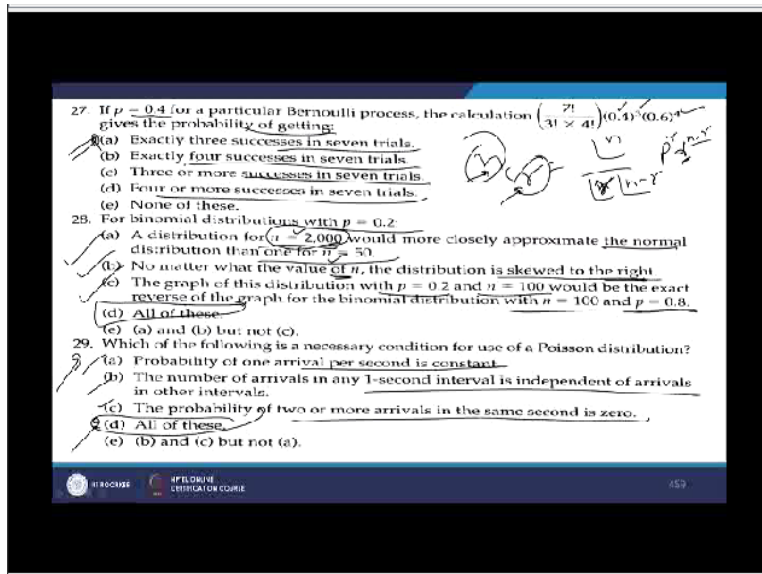 27. If p = 0.4 for a particular Bernoulli process, the calculation (7! / 3! × 4!)(0.4)³(0.6)⁴
gives the probability of getting:
(a) Exactly three successes in seven trials.
(b) Exactly four successes in seven trials.
(c) Three or more successes in seven trials.
(d) Four or more successes in seven trials.
(e) None of these.
28. For binomial distributions with p = 0.2:
(a) A distribution for n = 2,000 would more closely approximate the normal
distribution than one for n = 50.
(b) No matter what the value of n, the distribution is skewed to the right.
(c) The graph of this distribution with p = 0.2 and n = 100 would be the exact
reverse of the graph for the binomial distribution with n = 100 and p = 0.8.
(d) All of these.
(e) (a) and (b) but not (c).
29. Which of the following is a necessary condition for use of a Poisson distribution?
(a) Probability of one arrival per second is constant.
(b) The number of arrivals in any 1-second interval is independent of arrivals
in other intervals.
(c) The probability of two or more arrivals in the same second is zero.
(d) All of these.
(e) (b) and (c) but not (a).
IIT ROORKEE
NPTEL ONLINE
CERTIFICATION COURSE